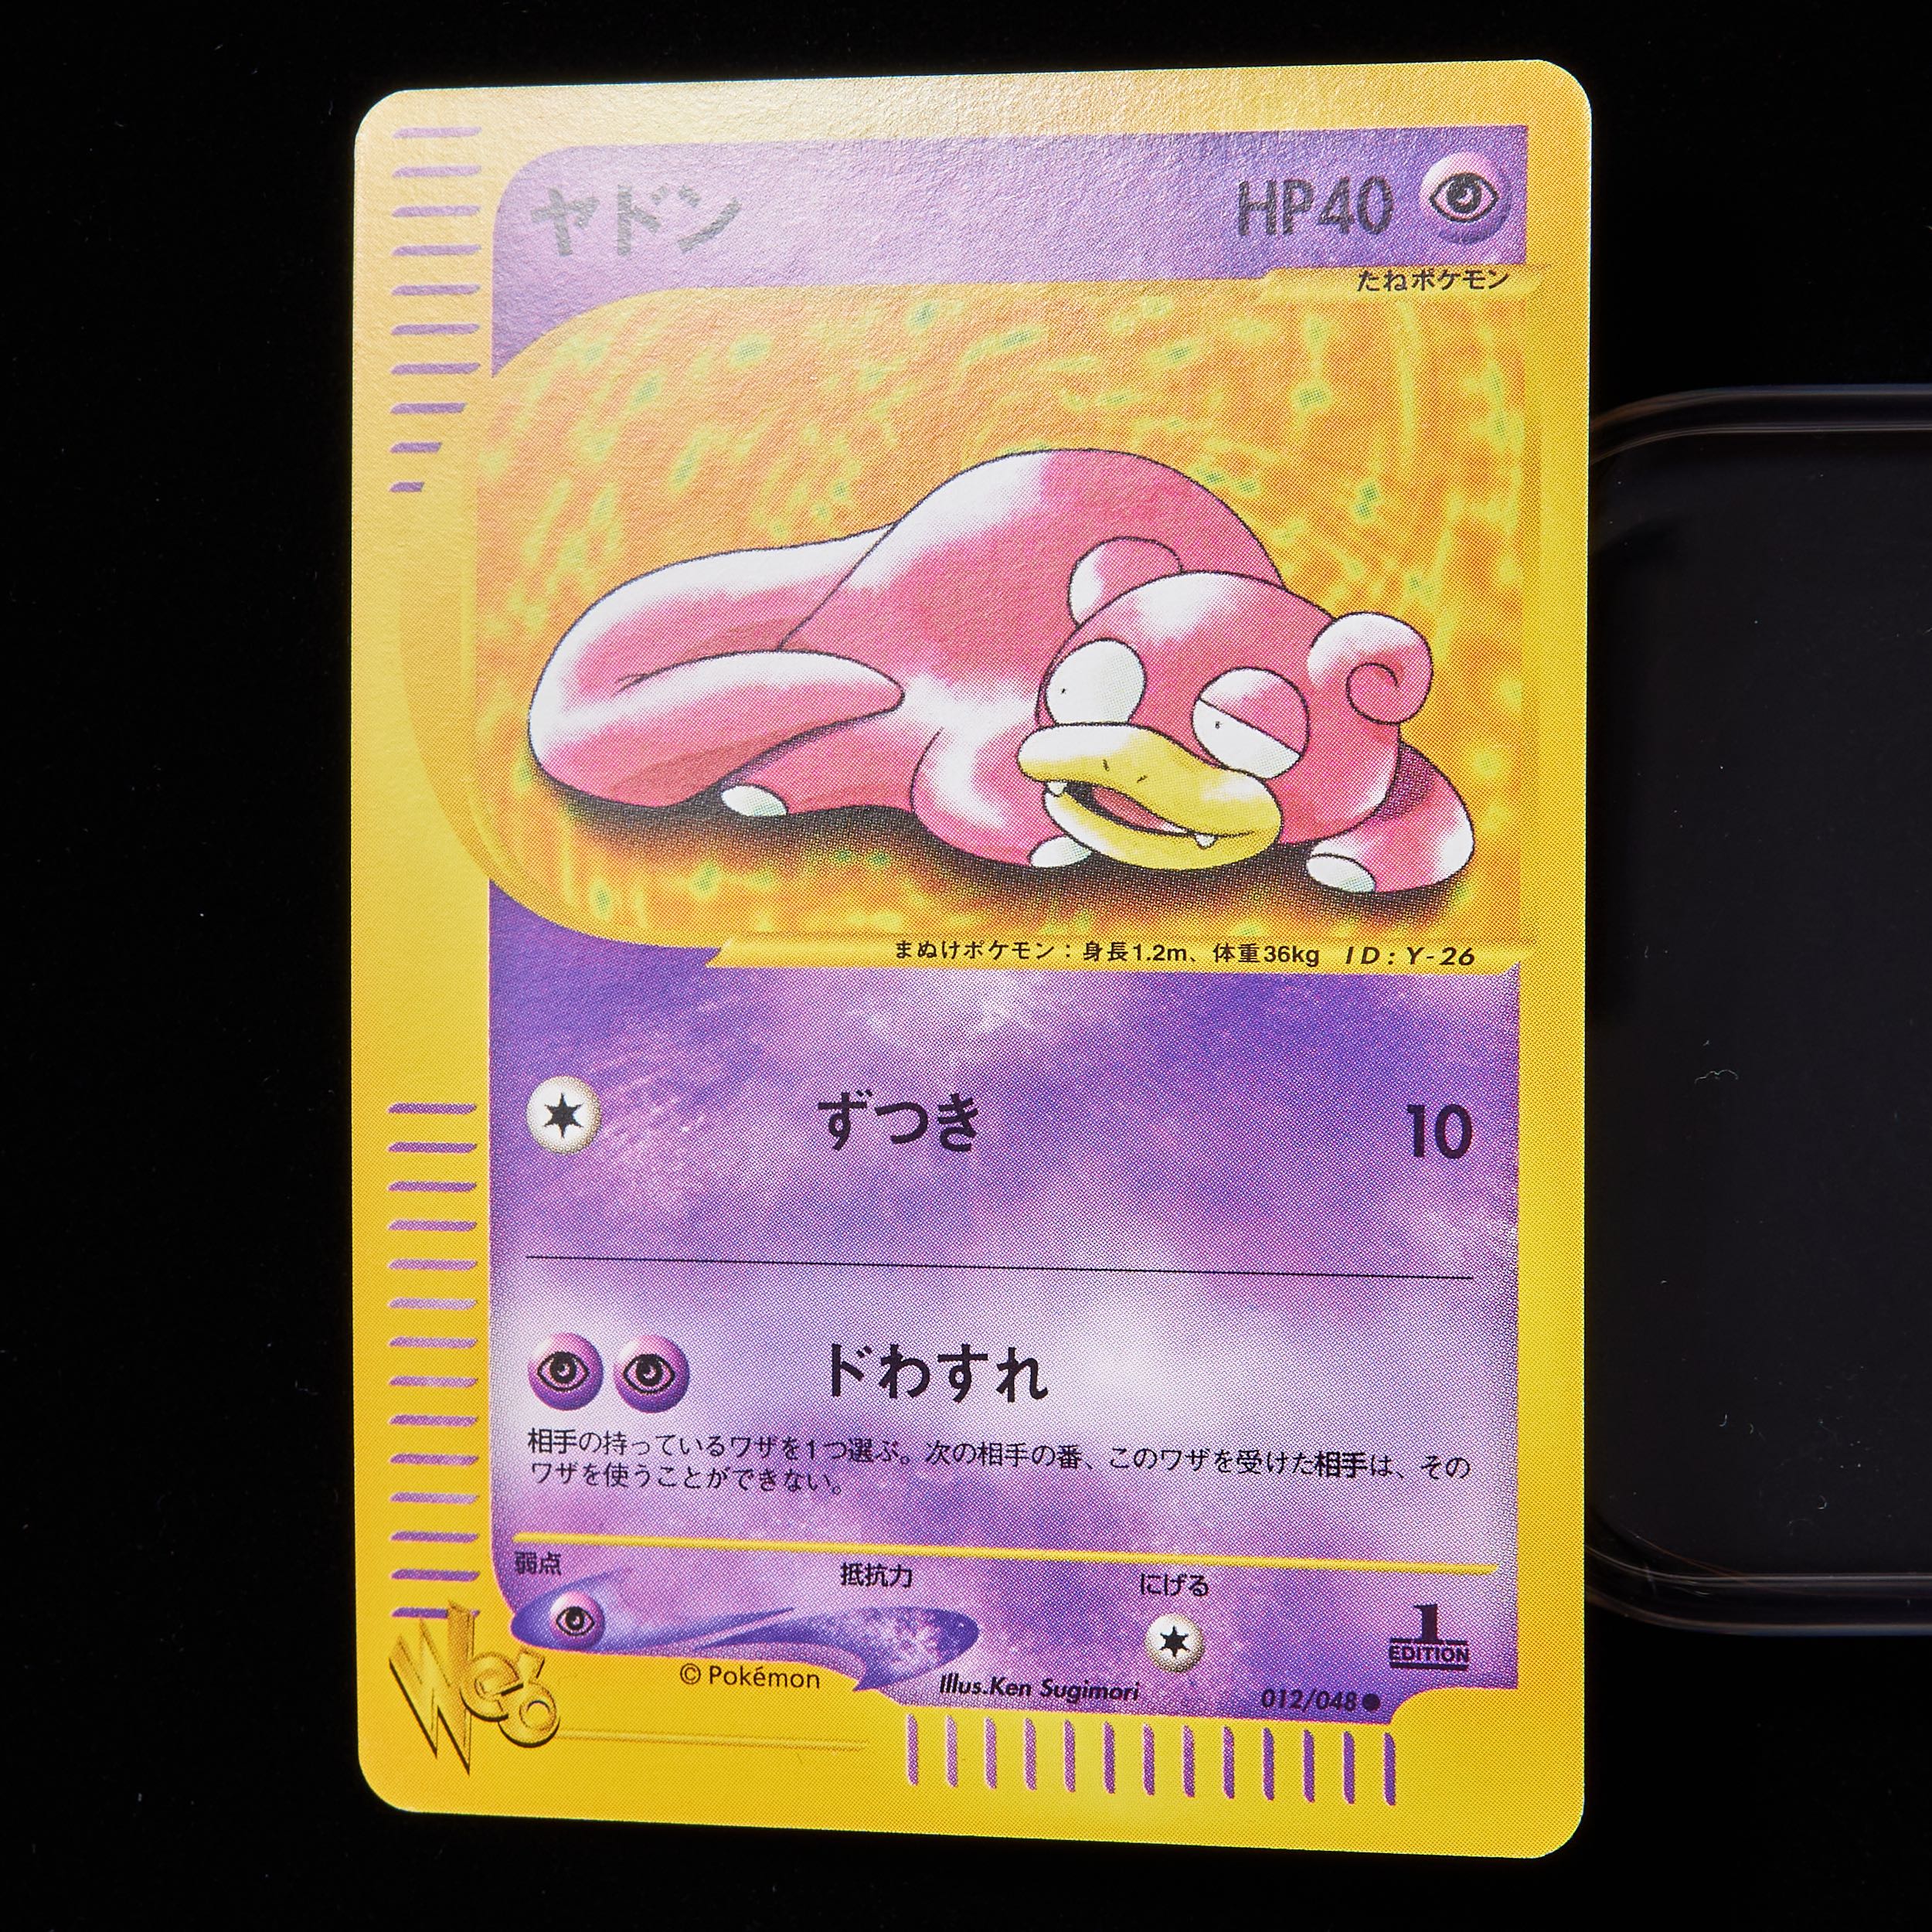 ヤドン
HP40
たねポケモン
まぬけポケモン：身長1.2m、体重36kg ID:Y-26
ずつき 10
ドわすれ
相手の持っているワザを1つ選ぶ。次の相手の番、このワザを受けた相手は、その
ワザを使うことができない。
弱点 抵抗力 にげる
1
EDITION
Web
© Pokémon
Illus.Ken Sugimori
012/048●